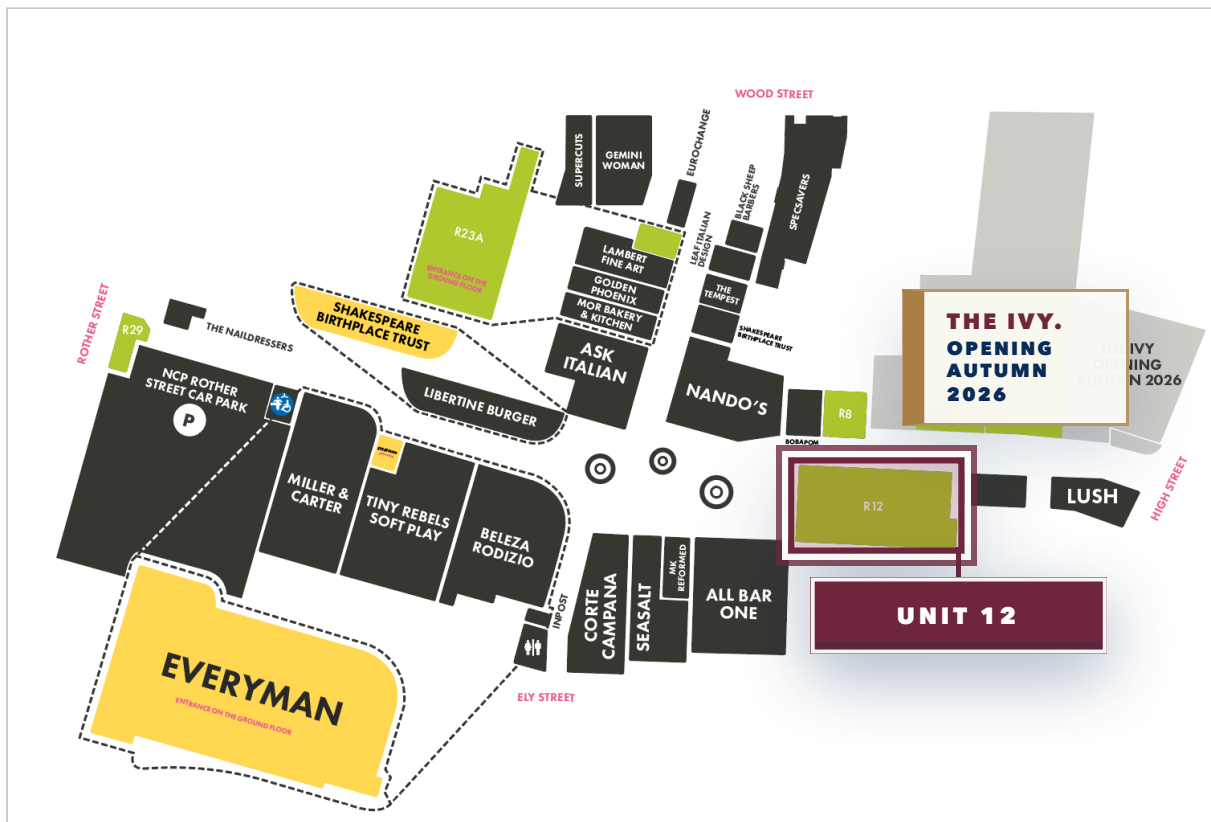 WOOD STREET
SUPERCUTS
GEMINI
WOMAN
EUROCHANGE
BLACK SHEEP
BARBERS
SPECSAVERS
LEAF ITALIAN
DESIGN
R23A
ENTRANCE ON THE
GROUND FLOOR
LAMBERT
FINE ART
GOLDEN
PHOENIX
MOR BAKERY
& KITCHEN
THE
TEMPEST
SHAKESPEARE
BIRTHPLACE TRUST
SHAKESPEARE
BIRTHPLACE TRUST
ROTHER STREET
R29
THE NAILDRESSERS
ASK
ITALIAN
NANDO'S
LIBERTINE BURGER
NCP ROTHER
STREET CAR PARK
P
BOBAPOM
R8
THE IVY.
OPENING
AUTUMN
2026
THE IVY
OPENING
AUTUMN 2026
HIGH STREET
MILLER &
CARTER
TINY REBELS
SOFT PLAY
BELEZA
RODIZIO
R12
LUSH
UNIT 12
INPOST
CORTE
CAMPANA
SEASALT
MK
REFORMED
ALL BAR
ONE
ELY STREET
EVERYMAN
ENTRANCE ON THE GROUND FLOOR